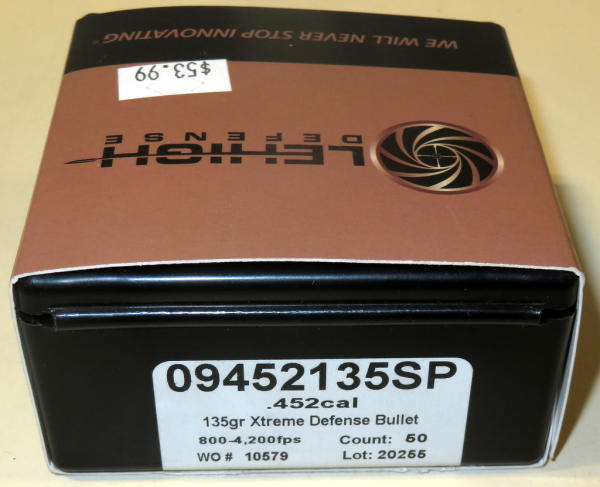 WE WILL NEVER STOP INNOVATING®
$53.99
LEHIGH
DEFENSE
09452135SP
.452cal
135gr Xtreme Defense Bullet
800-4,200fps Count: 50
WO # 10579 Lot: 20255